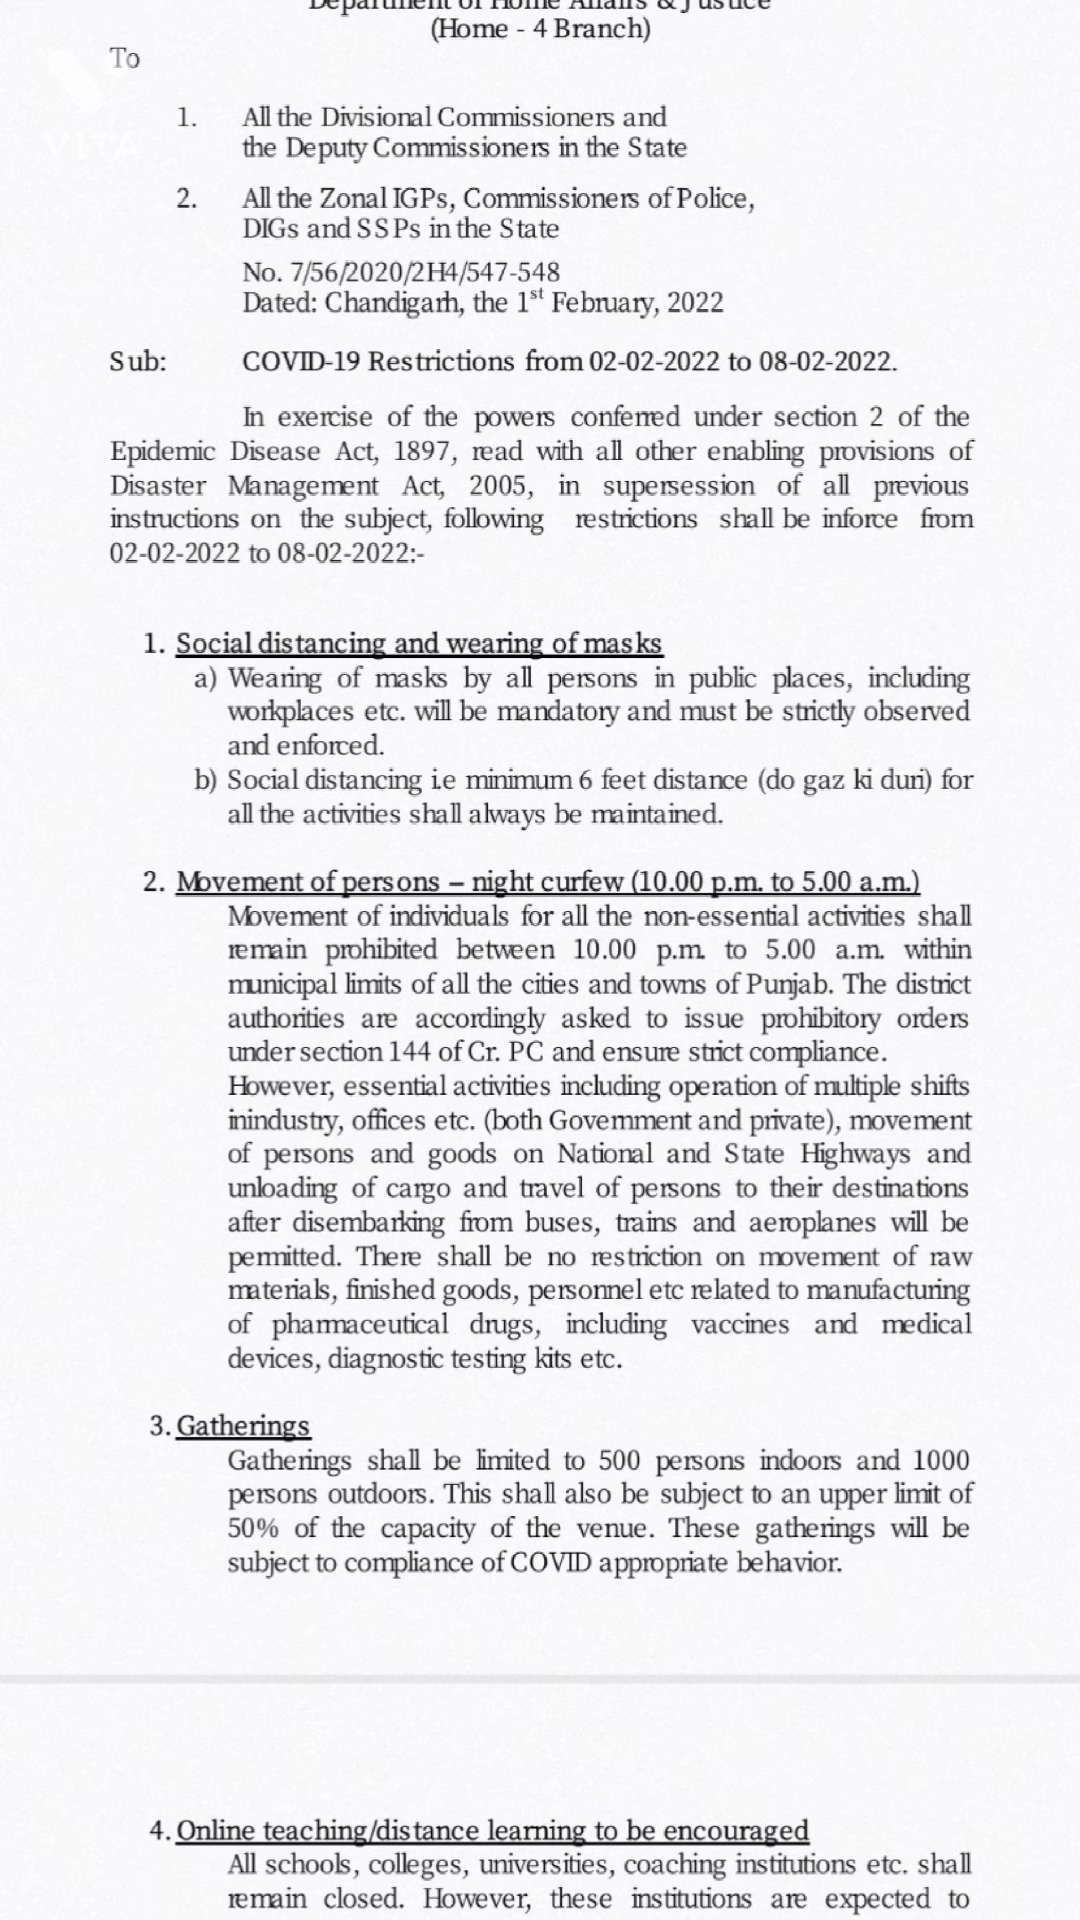 Department of Home Affairs & Justice
(Home - 4 Branch)
To
VITA
1. All the Divisional Commissioners and
the Deputy Commissioners in the State
2. All the Zonal IGPs, Commissioners of Police,
DIGs and SSPs in the State
No. 7/56/2020/2H4/547-548
Dated: Chandigarh, the 1st February, 2022
Sub: COVID-19 Restrictions from 02-02-2022 to 08-02-2022.
In exercise of the powers conferred under section 2 of the
Epidemic Disease Act, 1897, read with all other enabling provisions of
Disaster Management Act, 2005, in supersession of all previous
instructions on the subject, following restrictions shall be inforce from
02-02-2022 to 08-02-2022:-
1. Social distancing and wearing of masks
a) Wearing of masks by all persons in public places, including
workplaces etc. will be mandatory and must be strictly observed
and enforced.
b) Social distancing i.e minimum 6 feet distance (do gaz ki duri) for
all the activities shall always be maintained.
2. Movement of persons – night curfew (10.00 p.m. to 5.00 a.m.)
Movement of individuals for all the non-essential activities shall
remain prohibited between 10.00 p.m. to 5.00 a.m. within
municipal limits of all the cities and towns of Punjab. The district
authorities are accordingly asked to issue prohibitory orders
under section 144 of Cr. PC and ensure strict compliance.
However, essential activities including operation of multiple shifts
inindustry, offices etc. (both Government and private), movement
of persons and goods on National and State Highways and
unloading of cargo and travel of persons to their destinations
after disembarking from buses, trains and aeroplanes will be
permitted. There shall be no restriction on movement of raw
materials, finished goods, personnel etc related to manufacturing
of pharmaceutical drugs, including vaccines and medical
devices, diagnostic testing kits etc.
3. Gatherings
Gatherings shall be limited to 500 persons indoors and 1000
persons outdoors. This shall also be subject to an upper limit of
50% of the capacity of the venue. These gatherings will be
subject to compliance of COVID appropriate behavior.
4. Online teaching/distance learning to be encouraged
All schools, colleges, universities, coaching institutions etc. shall
remain closed. However, these institutions are expected to